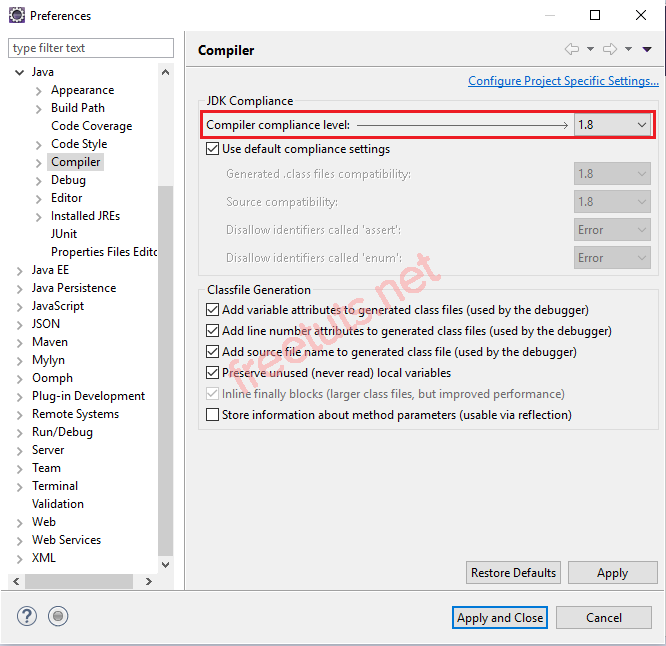 Preferences
type filter text
Java
Appearance
Build Path
Code Coverage
Code Style
Compiler
Debug
Editor
Installed JREs
JUnit
Properties Files Edito
Java EE
Java Persistence
JavaScript
JSON
Maven
Mylyn
Oomph
Plug-in Development
Remote Systems
Run/Debug
Server
Team
Terminal
Validation
Web
Web Services
XML
Compiler
Configure Project Specific Settings...
JDK Compliance
Compiler compliance level: 1.8
Use default compliance settings
Generated .class files compatibility: 1.8
Source compatibility: 1.8
Disallow identifiers called 'assert': Error
Disallow identifiers called 'enum': Error
Classfile Generation
Add variable attributes to generated class files (used by the debugger)
Add line number attributes to generated class files (used by the debugger)
Add source file name to generated class file (used by the debugger)
Preserve unused (never read) local variables
Inline finally blocks (larger class files, but improved performance)
Store information about method parameters (usable via reflection)
freetuts.net
Restore Defaults Apply
? Apply and Close Cancel